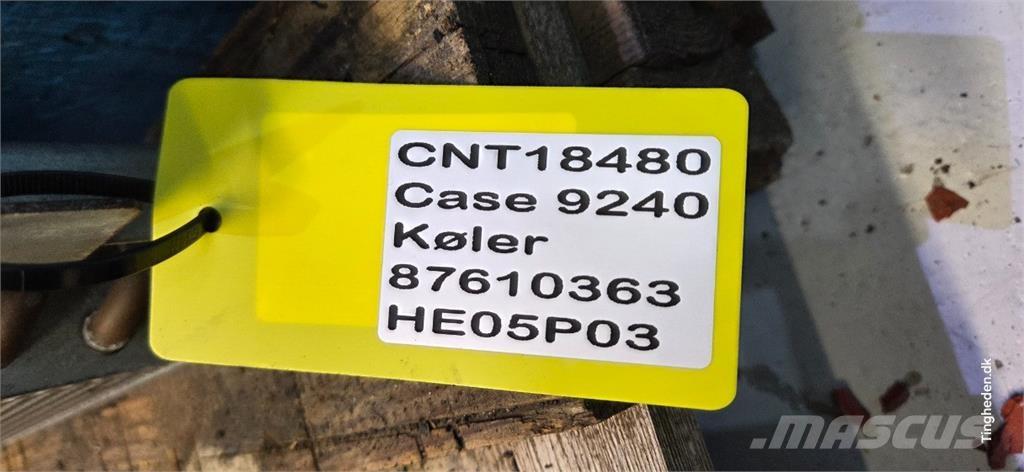 CNT18480
Case 9240
Køler
87610363
HE05P03
Tingheden.dk
MASCUS